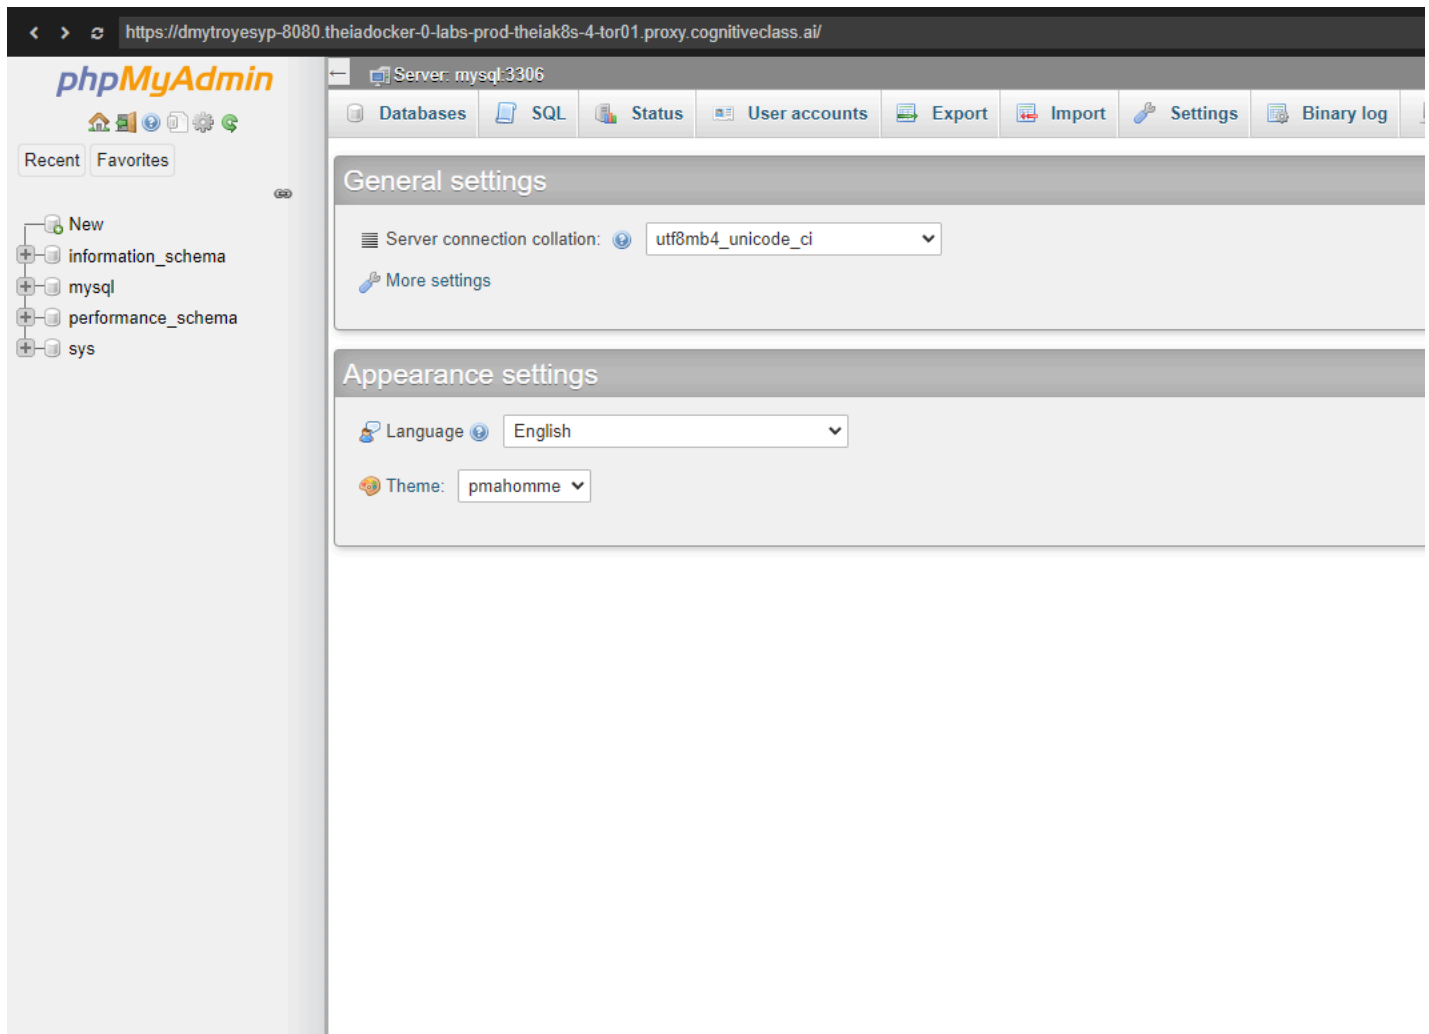 https://dmytroyesyp-8080.theiadocker-0-labs-prod-theiak8s-4-tor01.proxy.cognitiveclass.ai/
phpMyAdmin
Recent Favorites
New
information_schema
mysql
performance_schema
sys
Server: mysql:3306
Databases SQL Status User accounts Export Import Settings Binary log
General settings
Server connection collation: utf8mb4_unicode_ci
More settings
Appearance settings
Language English
Theme: pmahomme